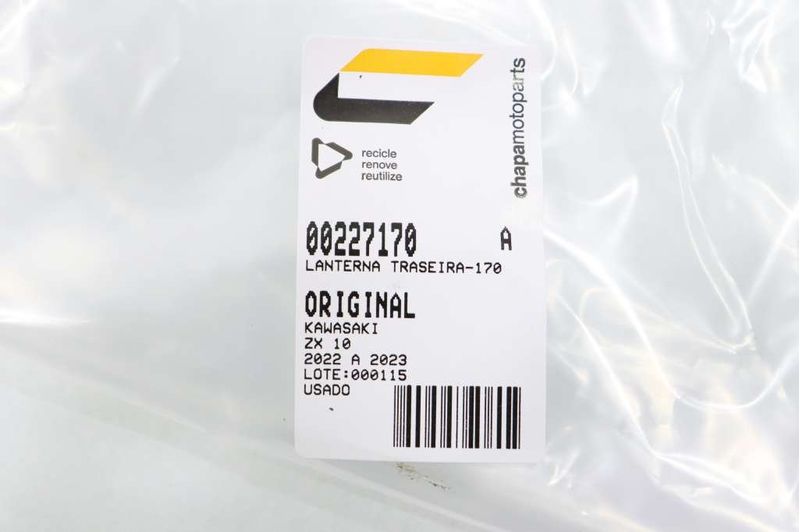 chapamotoparts
recicle
renove
reutilize
00227170 A
LANTERNA TRASEIRA-170
ORIGINAL
KAWASAKI
ZX 10
2022 A 2023
LOTE:000115
USADO